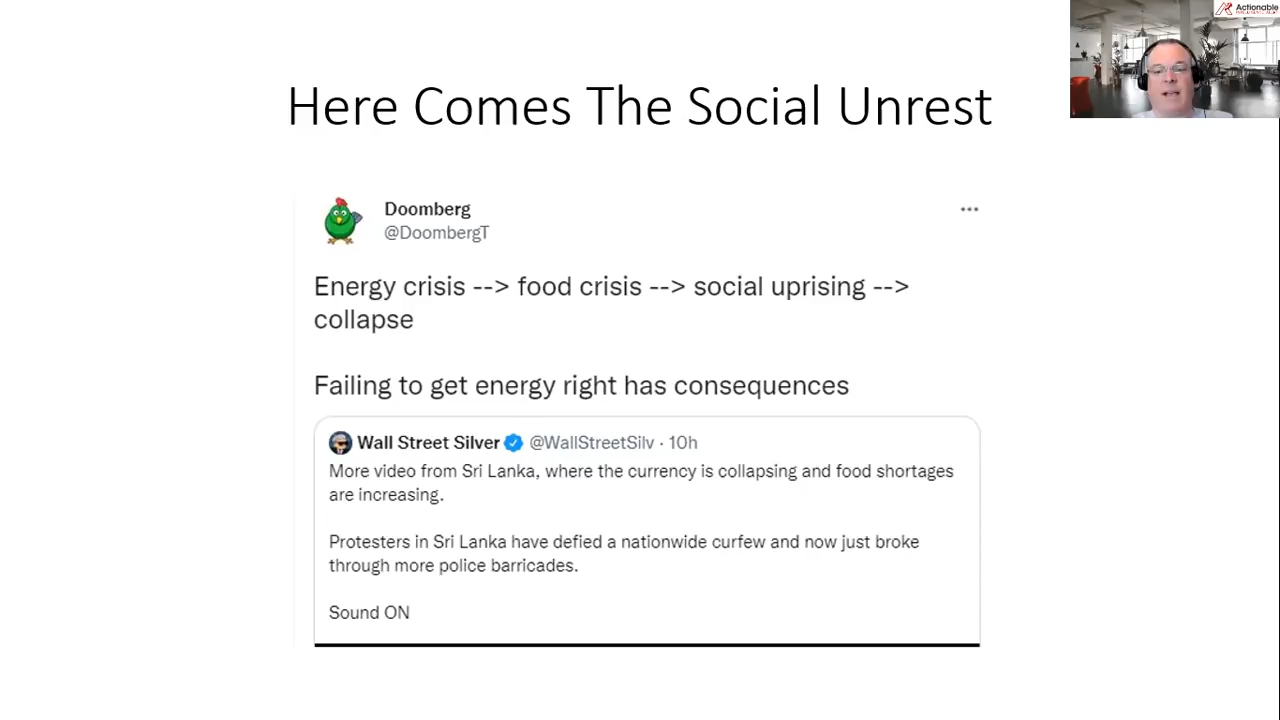 Actionable
Here Comes The Social Unrest
Doomberg
@DoombergT
Energy crisis --> food crisis --> social uprising -->
collapse
Failing to get energy right has consequences
Wall Street Silver @WallStreetSilv · 10h
More video from Sri Lanka, where the currency is collapsing and food shortages
are increasing.
Protesters in Sri Lanka have defied a nationwide curfew and now just broke
through more police barricades.
Sound ON